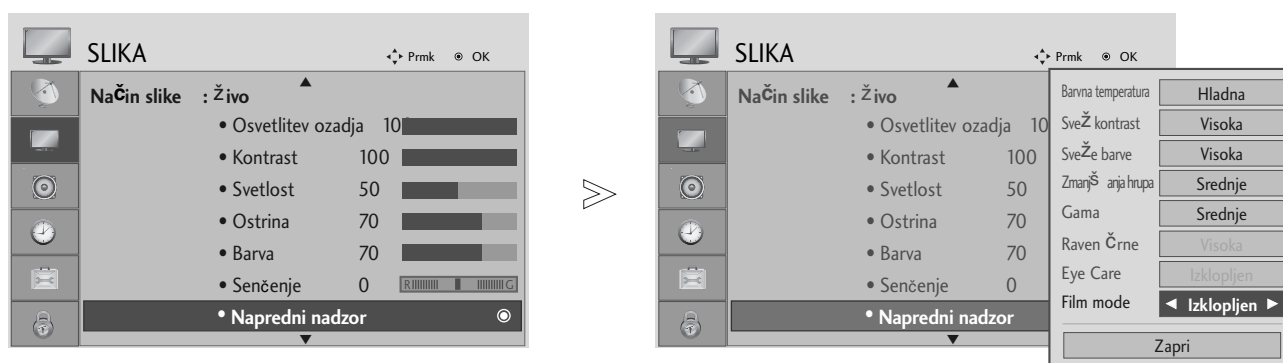 SLIKA Prmk OK
Način slike : Živo
• Osvetlitev ozadja 10
• Kontrast 100
• Svetlost 50
• Ostrina 70
• Barva 70
• Senčenje 0 R G
• Napredni nadzor
SLIKA Prmk OK
Način slike : Živo
• Osvetlitev ozadja 10
• Kontrast 100
• Svetlost 50
• Ostrina 70
• Barva 70
• Senčenje 0
• Napredni nadzor
Barvna temperatura Hladna
Svež kontrast Visoka
Sveže barve Visoka
Zmanjš anja hrupa Srednje
Gama Srednje
Raven Črne Visoka
Eye Care Izklopljen
Film mode ◄ Izklopljen ►
Zapri